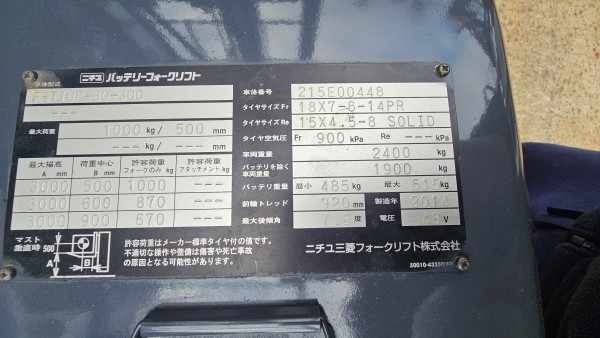 ニチユ バッテリーフォークリフト
車体型式
---
最大荷重 1000 kg / 500 mm
--- kg / --- mm
最大揚高 A mm 荷重中心 B mm 許容荷重 フォークのみ kg 許容荷重 アタッチメント kg
3000 500 1000 ---
3000 600 870 ---
3000 900 670 ---
マスト垂直時 500 A B
許容荷重はメーカー標準タイヤ付の値です。
不適切な操作や整備は傷害や死亡事故
の原因となる可能性があります。
車体番号 215E00448
タイヤサイズ Fr 18X7-8-14PR
タイヤサイズ Re 15X4.5-8 SOLID
タイヤ空気圧 Fr 900 kPa Re --- kPa
車両重量 2400 kg
バッテリを除く車両重量 1900 kg
バッテリ重量 最小 485 kg 最大 kg
前輪トレッド mm 製造年
最大後傾角 度 電圧 48 V
ニチユ三菱フォークリフト株式会社